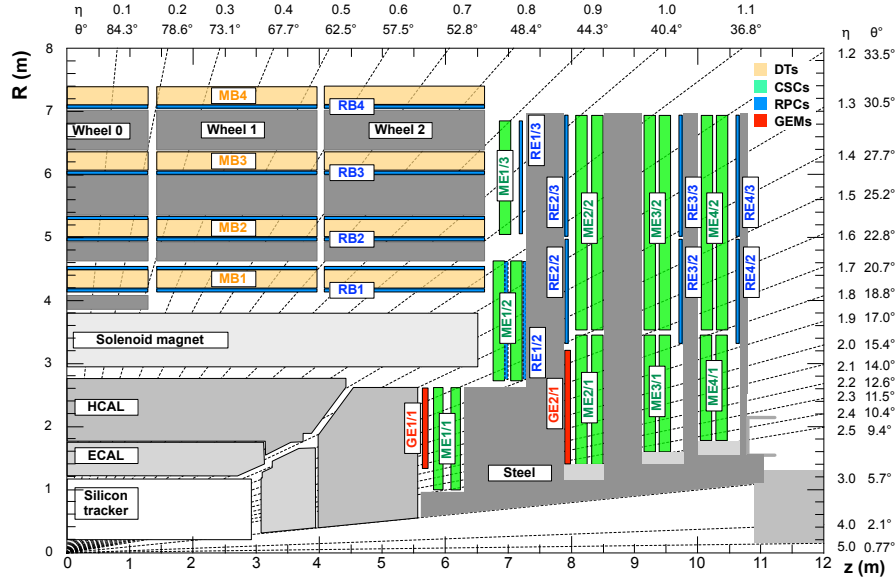 η 0.1 0.2 0.3 0.4 0.5 0.6 0.7 0.8 0.9 1.0 1.1
θ° 84.3° 78.6° 73.1° 67.7° 62.5° 57.5° 52.8° 48.4° 44.3° 40.4° 36.8°
η θ°
R (m)
8
7
6
5
4
3
2
1
0
1.2 33.5°
1.3 30.5°
1.4 27.7°
1.5 25.2°
1.6 22.8°
1.7 20.7°
1.8 18.8°
1.9 17.0°
2.0 15.4°
2.1 14.0°
2.2 12.6°
2.3 11.5°
2.4 10.4°
2.5 9.4°
3.0 5.7°
4.0 2.1°
5.0 0.77°
DTs
CSCs
RPCs
GEMs
MB4
RB4
Wheel 0
Wheel 1
Wheel 2
MB3
RB3
MB2
RB2
MB1
RB1
Solenoid magnet
HCAL
ECAL
Silicon
tracker
Steel
GE1/1
ME1/1
ME1/2
RE1/2
ME1/3
RE1/3
RE2/3
RE2/2
GE2/1
ME2/2
ME2/1
ME3/2
ME3/1
RE3/3
RE3/2
ME4/2
ME4/1
RE4/3
RE4/2
0 1 2 3 4 5 6 7 8 9 10 11 12
z (m)